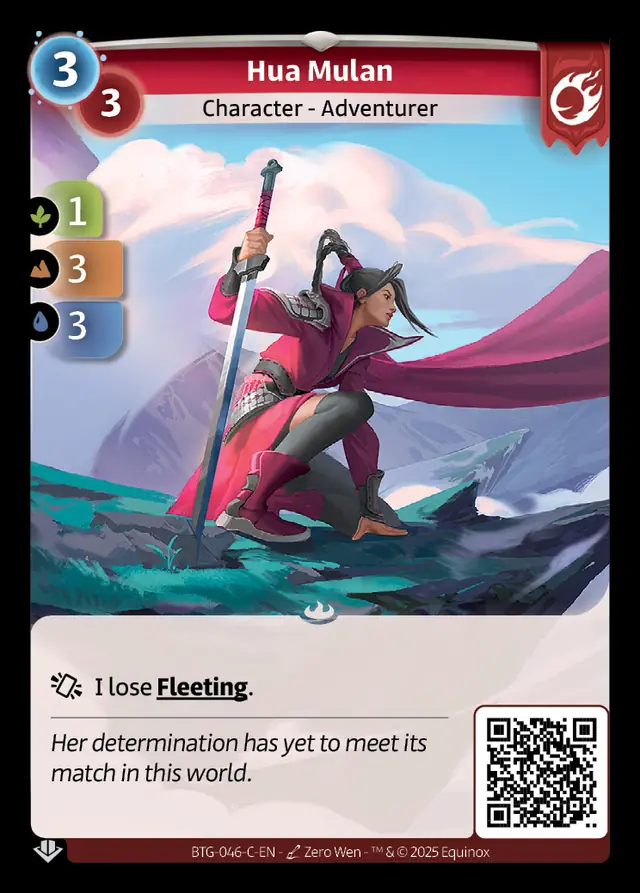 3
3
Hua Mulan
Character - Adventurer
1
3
3
I lose Fleeting.
Her determination has yet to meet its
match in this world.
BTG-046-C-EN - Zero Wen - ™ & © 2025 Equinox